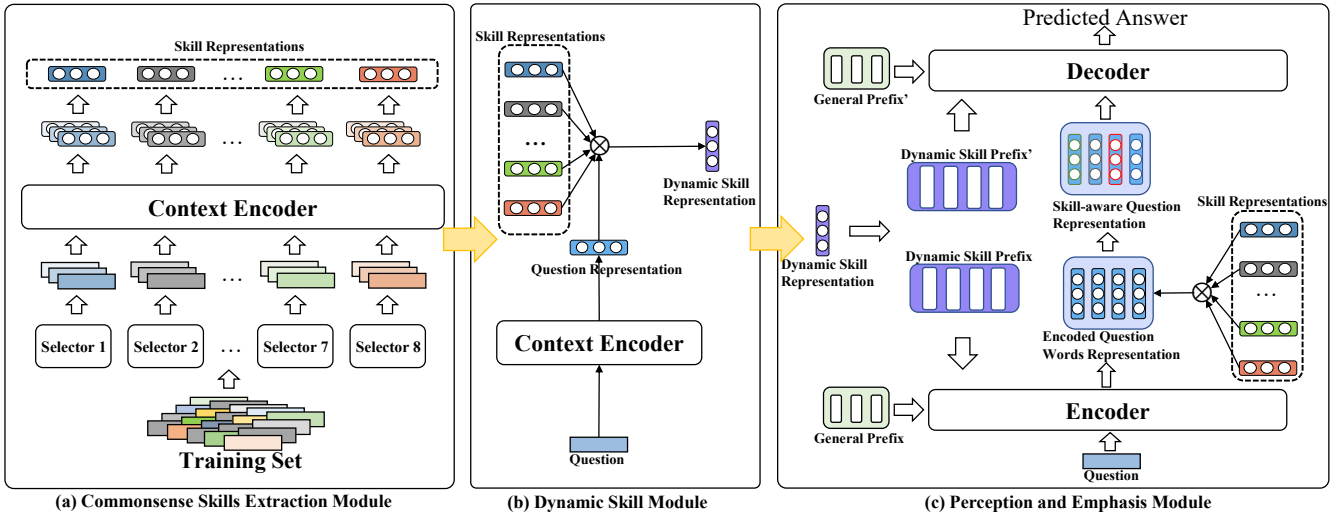 Skill Representations
...
...
Context Encoder
...
Selector 1
Selector 2
...
Selector 7
Selector 8
Training Set
(a) Commonsense Skills Extraction Module
Skill Representations
...
Dynamic Skill
Representation
Question Representation
Context Encoder
Question
(b) Dynamic Skill Module
Predicted Answer
Decoder
General Prefix’
Dynamic Skill Prefix’
Skill-aware Question
Representation
Skill Representations
...
Dynamic Skill
Representation
Dynamic Skill Prefix
Encoded Question
Words Representation
Encoder
General Prefix
Question
(c) Perception and Emphasis Module